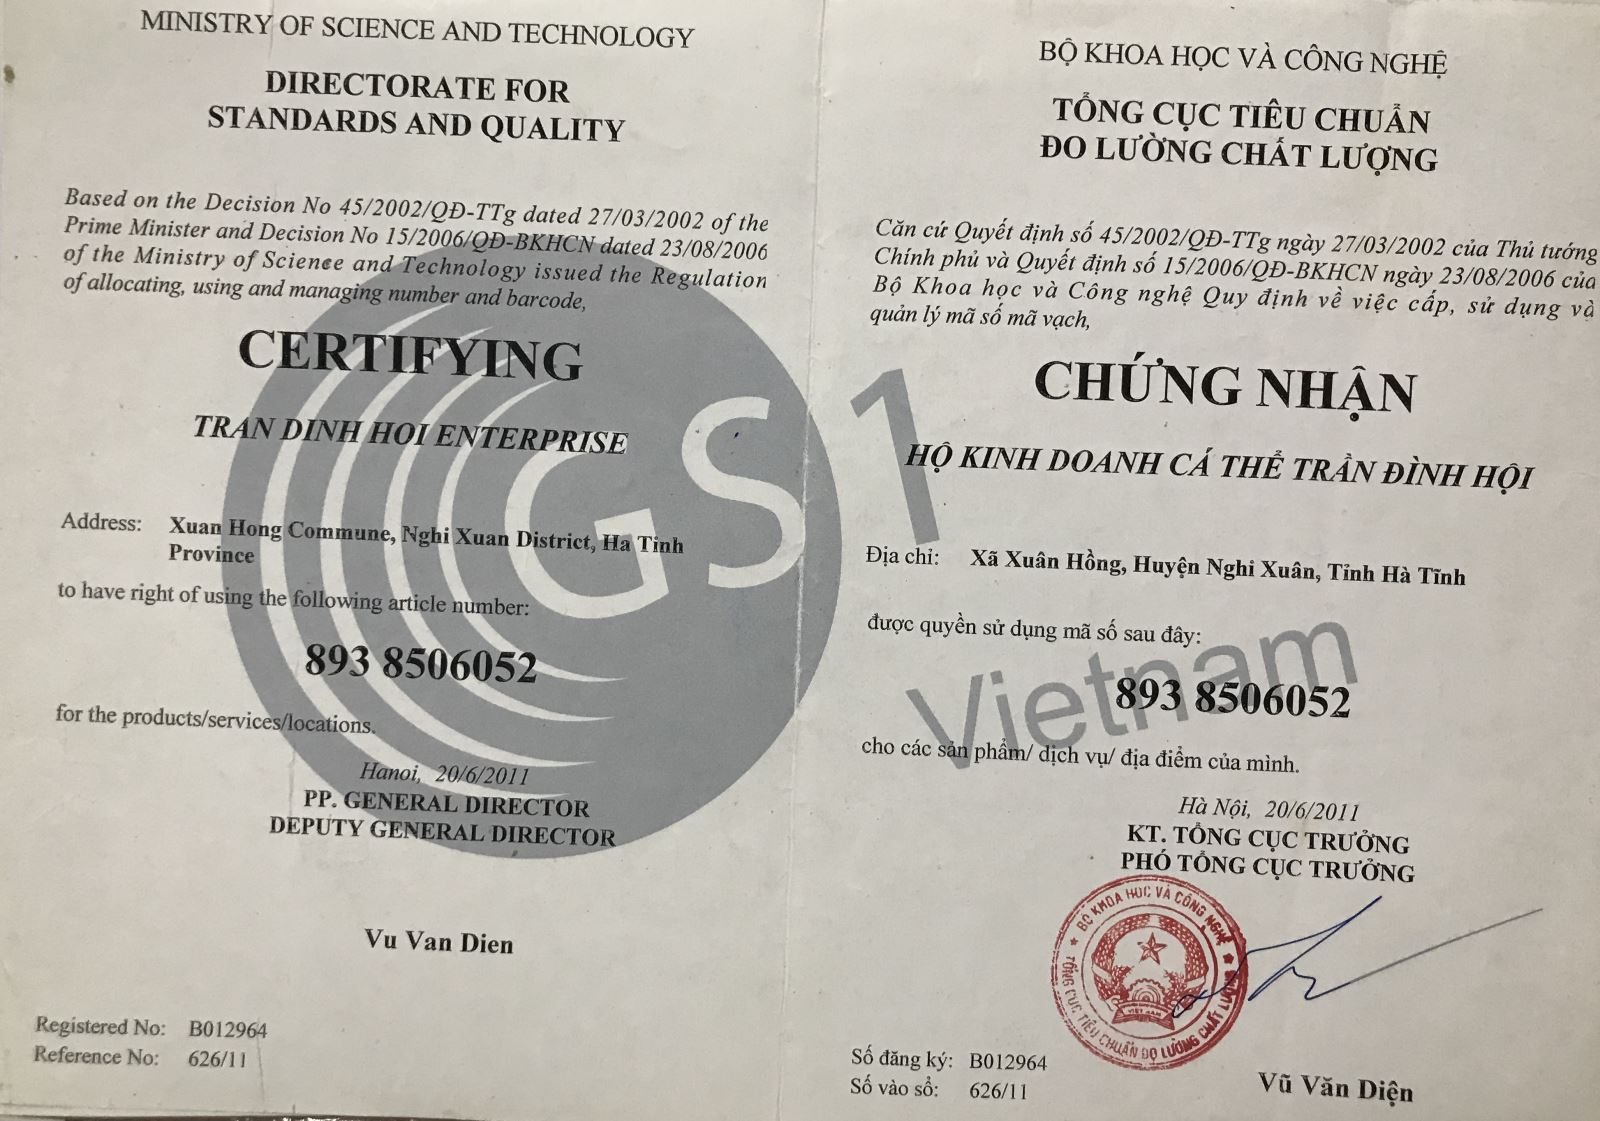 MINISTRY OF SCIENCE AND TECHNOLOGY
DIRECTORATE FOR
STANDARDS AND QUALITY
Based on the Decision No 45/2002/QĐ-TTg dated 27/03/2002 of the
Prime Minister and Decision No 15/2006/QĐ-BKHCN dated 23/08/2006
of the Ministry of Science and Technology issued the Regulation
of allocating, using and managing number and barcode,
CERTIFYING
TRAN DINH HOI ENTERPRISE
Address: Xuan Hong Commune, Nghi Xuan District, Ha Tinh
Province
to have right of using the following article number:
893 8506052
for the products/services/locations.
Hanoi, 20/6/2011
PP. GENERAL DIRECTOR
DEPUTY GENERAL DIRECTOR
Vu Van Dien
Registered No: B012964
Reference No: 626/11
GS1
Vietnam
BỘ KHOA HỌC VÀ CÔNG NGHỆ
TỔNG CỤC TIÊU CHUẨN
ĐO LƯỜNG CHẤT LƯỢNG
Căn cứ Quyết định số 45/2002/QĐ-TTg ngày 27/03/2002 của Thủ tướng
Chính phủ và Quyết định số 15/2006/QĐ-BKHCN ngày 23/08/2006 của
Bộ Khoa học và Công nghệ Quy định về việc cấp, sử dụng và
quản lý mã số mã vạch,
CHỨNG NHẬN
HỘ KINH DOANH CÁ THỂ TRẦN ĐÌNH HỘI
Địa chỉ: Xã Xuân Hồng, Huyện Nghi Xuân, Tỉnh Hà Tĩnh
được quyền sử dụng mã số sau đây:
893 8506052
cho các sản phẩm/ dịch vụ/ địa điểm của mình.
Hà Nội, 20/6/2011
KT. TỔNG CỤC TRƯỞNG
PHÓ TỔNG CỤC TRƯỞNG
BỘ KHOA HỌC VÀ CÔNG NGHỆ
TỔNG CỤC TIÊU CHUẨN ĐO LƯỜNG CHẤT LƯỢNG
VIỆT NAM
Vũ Văn Diện
Số đăng ký: B012964
Số vào sổ: 626/11